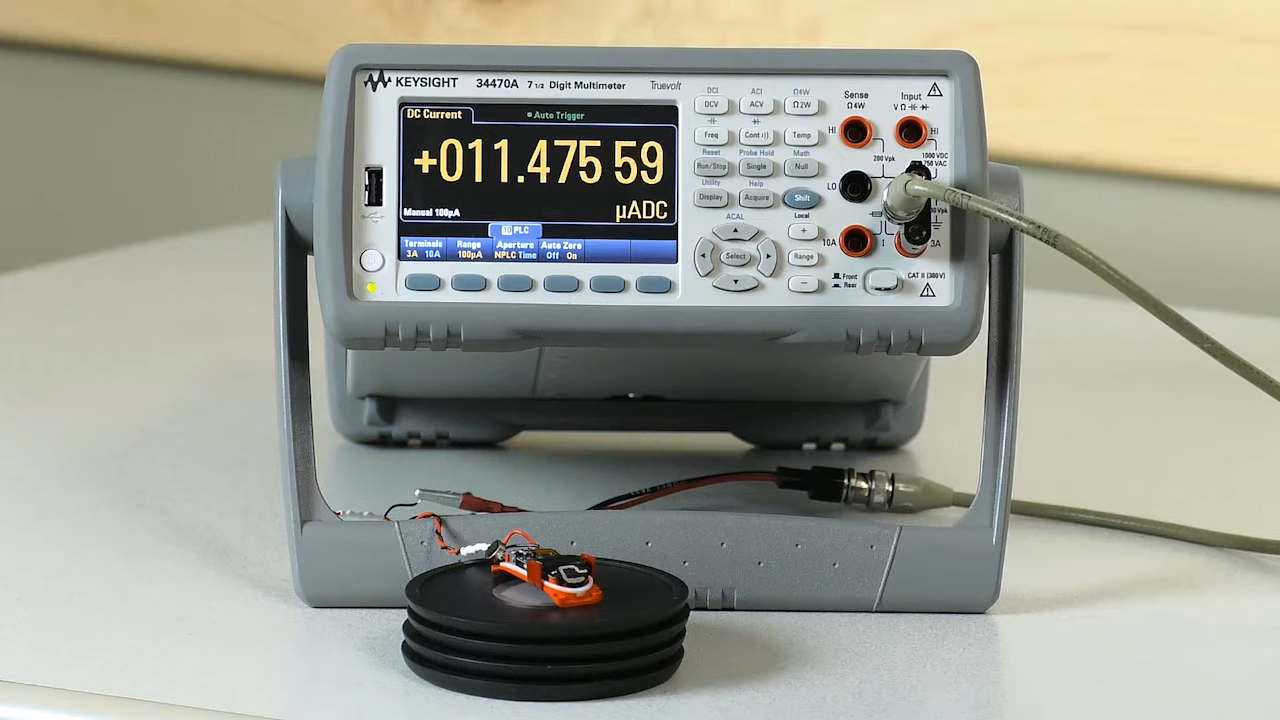 KEYSIGHT 34470A 7 1/2 Digit Multimeter Truevolt
DC Current
Auto Trigger
+011.475 59
µADC
Manual 100µA
10 PLC
Terminals Range Aperture Auto Zero
3A 10A 100µA NPLC Time Off On
DCI ACI Ω4W
DCV ACV Ω2W
Freq Cont Temp
Reset Probe Hold Math
Run/Stop Single Null
Utility Help
Display Acquire Shift
Local
ACAL
Select
+
Range
−
Sense
Ω4W
Input
V Ω
HI HI
200 Vpk
1000 VDC
750 VAC
LO
10A
I
3A
Front
Rear
CAT II (300V)
CABLE